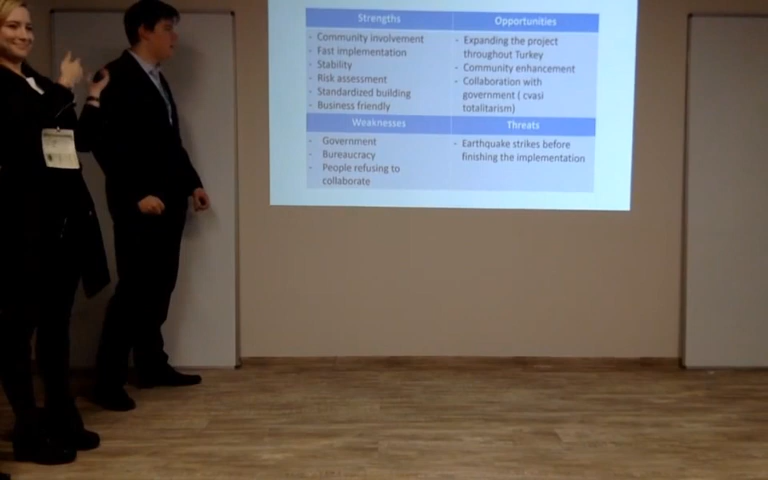 Strengths
- Community involvement
- Fast implementation
- Stability
- Risk assessment
- Standardized building
- Business friendly
Opportunities
- Expanding the project
throughout Turkey
- Community enhancement
- Collaboration with
government ( cvasi
totalitarism)
Weaknesses
- Government
- Bureaucracy
- People refusing to
collaborate
Threats
- Earthquake strikes before
finishing the implementation